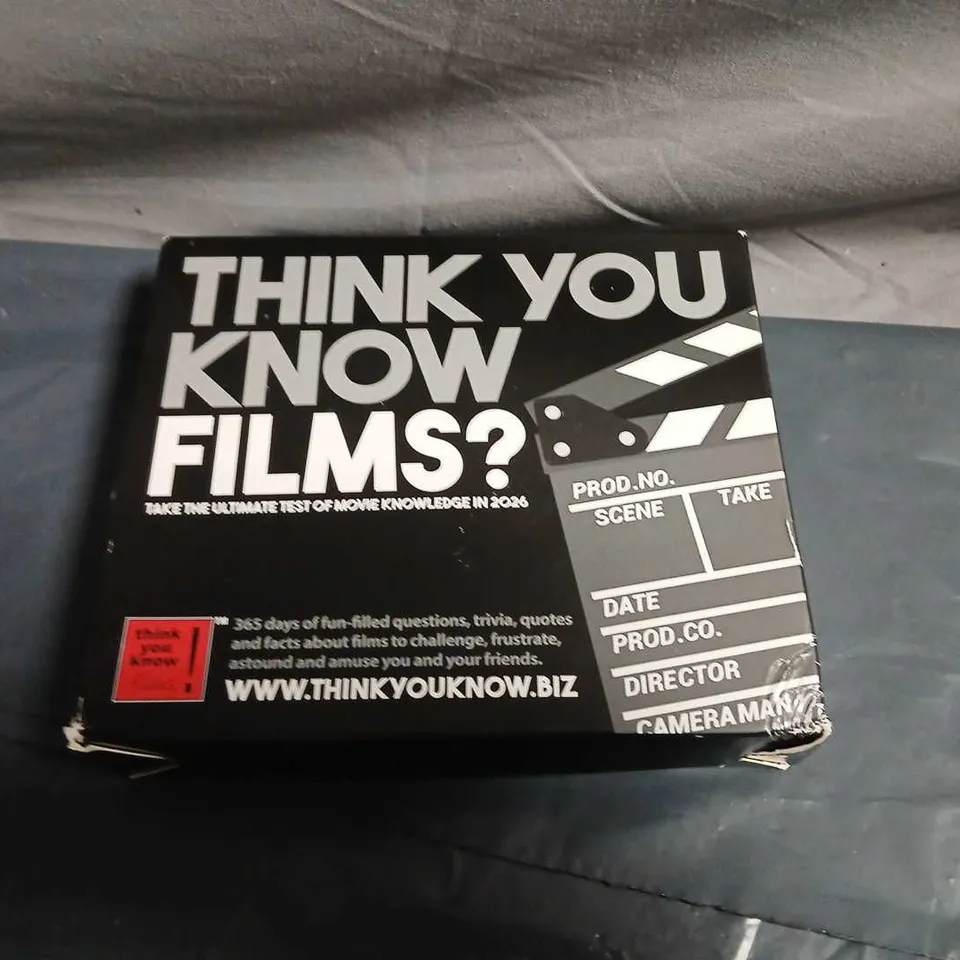 THINK YOU
KNOW
FILMS?
TAKE THE ULTIMATE TEST OF MOVIE KNOWLEDGE IN 2026
PROD.NO.
SCENE
TAKE
DATE
PROD.CO.
DIRECTOR
CAMERAMAN
think
you
know
!
TM
365 days of fun-filled questions, trivia, quotes
and facts about films to challenge, frustrate,
astound and amuse you and your friends.
WWW.THINKYOUKNOW.BIZ